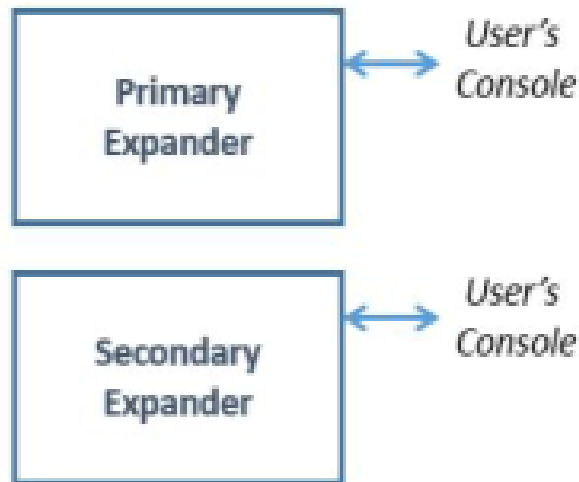 User's
Console
Primary
Expander
User's
Console
Secondary
Expander